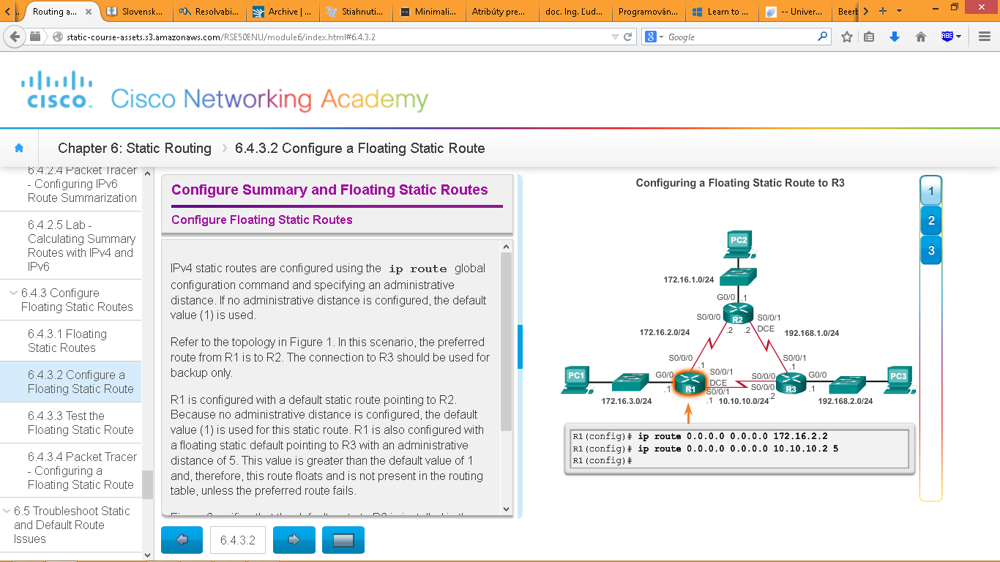 Routing a...
Slovensk...
Resolvabi...
Archive | ...
Stiahnuti...
Minimali...
Atribúty pre...
doc. Ing. Ľud...
Programován...
Learn to ...
-- Univer...
Beerb
static-course-assets.s3.amazonaws.com/RSE50ENU/module6/index.html#6.4.3.2
Google
ABE
CISCO
Cisco Networking Academy
Chapter 6: Static Routing
6.4.3.2 Configure a Floating Static Route
6.4.2.4 Packet Tracer
- Configuring IPv6
Route Summarization
6.4.2.5 Lab -
Calculating Summary
Routes with IPv4 and
IPv6
6.4.3 Configure
Floating Static Routes
6.4.3.1 Floating
Static Routes
6.4.3.2 Configure a
Floating Static Route
6.4.3.3 Test the
Floating Static Route
6.4.3.4 Packet Tracer
- Configuring a
Floating Static Route
6.5 Troubleshoot Static
and Default Route
Issues
Configure Summary and Floating Static Routes
Configure Floating Static Routes
IPv4 static routes are configured using the ip route global
configuration command and specifying an administrative
distance. If no administrative distance is configured, the default
value (1) is used.
Refer to the topology in Figure 1. In this scenario, the preferred
route from R1 is to R2. The connection to R3 should be used for
backup only.
R1 is configured with a default static route pointing to R2.
Because no administrative distance is configured, the default
value (1) is used for this static route. R1 is also configured with
a floating static default pointing to R3 with an administrative
distance of 5. This value is greater than the default value of 1
and, therefore, this route floats and is not present in the routing
table, unless the preferred route fails.
6.4.3.2
Configuring a Floating Static Route to R3
1
2
3
PC2
172.16.1.0/24
G0/0
.1
R2
S0/0/0
S0/0/1
DCE
.2
.2
172.16.2.0/24
192.168.1.0/24
S0/0/0
.1
S0/0/1
.1
PC1
G0/0
.1
R1
S0/0/1
DCE
S0/0/1
.1
S0/0/0
S0/0/0
.2
R3
G0/0
.1
PC3
172.16.3.0/24
10.10.10.0/24
192.168.2.0/24
R1(config)# ip route 0.0.0.0 0.0.0.0 172.16.2.2
R1(config)# ip route 0.0.0.0 0.0.0.0 10.10.10.2 5
R1(config)#